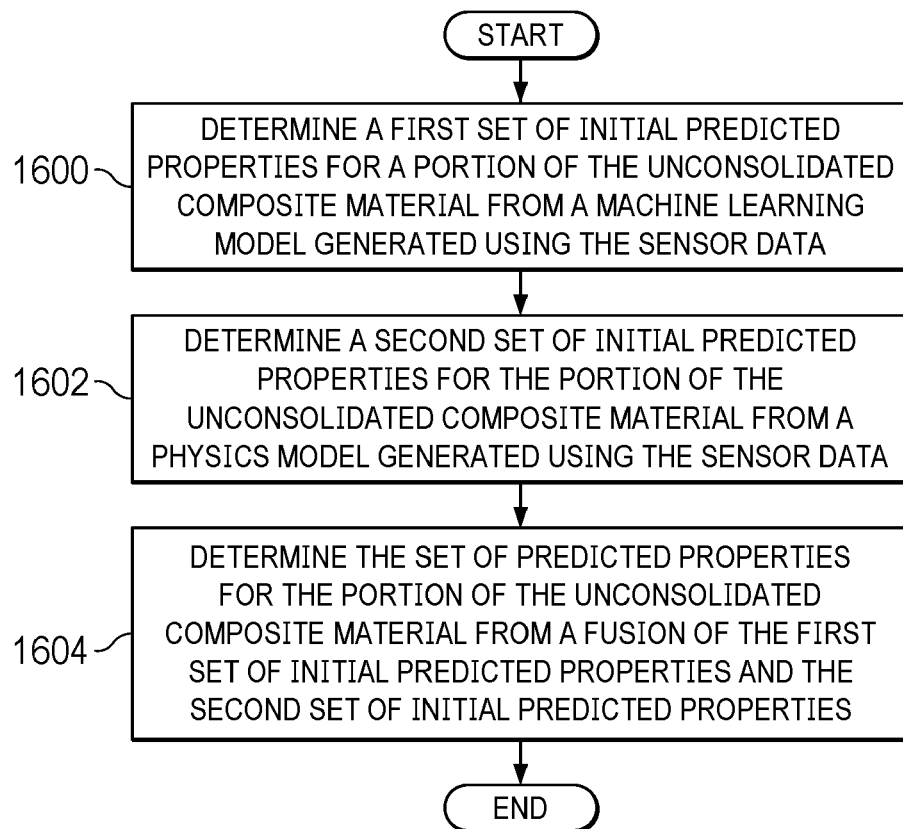 START
1600
DETERMINE A FIRST SET OF INITIAL PREDICTED
PROPERTIES FOR A PORTION OF THE UNCONSOLIDATED
COMPOSITE MATERIAL FROM A MACHINE LEARNING
MODEL GENERATED USING THE SENSOR DATA
1602
DETERMINE A SECOND SET OF INITIAL PREDICTED
PROPERTIES FOR THE PORTION OF THE
UNCONSOLIDATED COMPOSITE MATERIAL FROM A
PHYSICS MODEL GENERATED USING THE SENSOR DATA
1604
DETERMINE THE SET OF PREDICTED PROPERTIES
FOR THE PORTION OF THE UNCONSOLIDATED
COMPOSITE MATERIAL FROM A FUSION OF THE FIRST
SET OF INITIAL PREDICTED PROPERTIES AND THE
SECOND SET OF INITIAL PREDICTED PROPERTIES
END